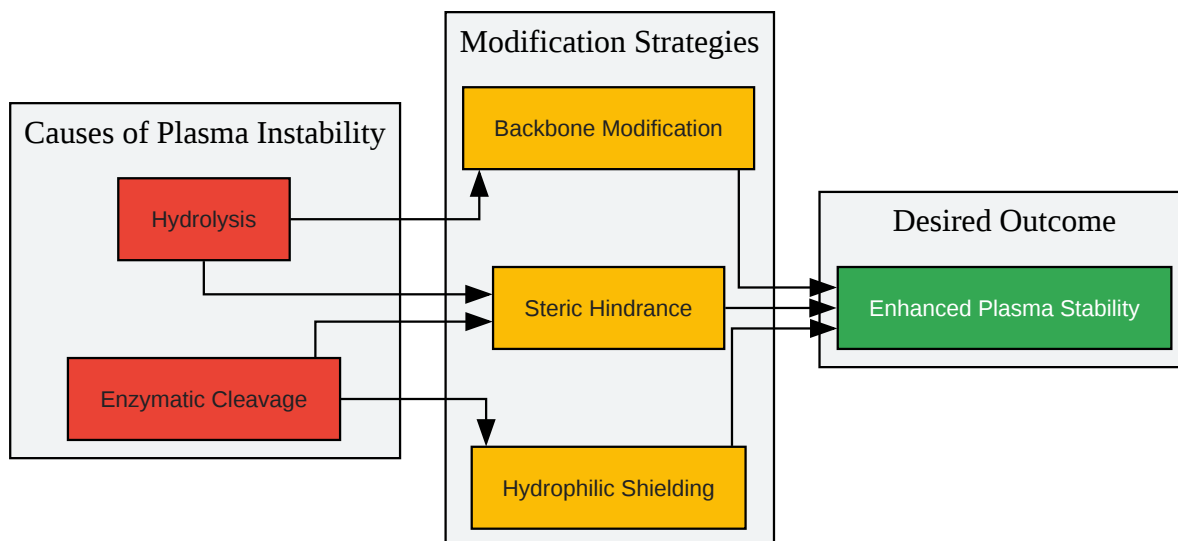 Causes of Plasma Instability
Hydrolysis
Enzymatic Cleavage
Modification Strategies
Backbone Modification
Steric Hindrance
Hydrophilic Shielding
Desired Outcome
Enhanced Plasma Stability